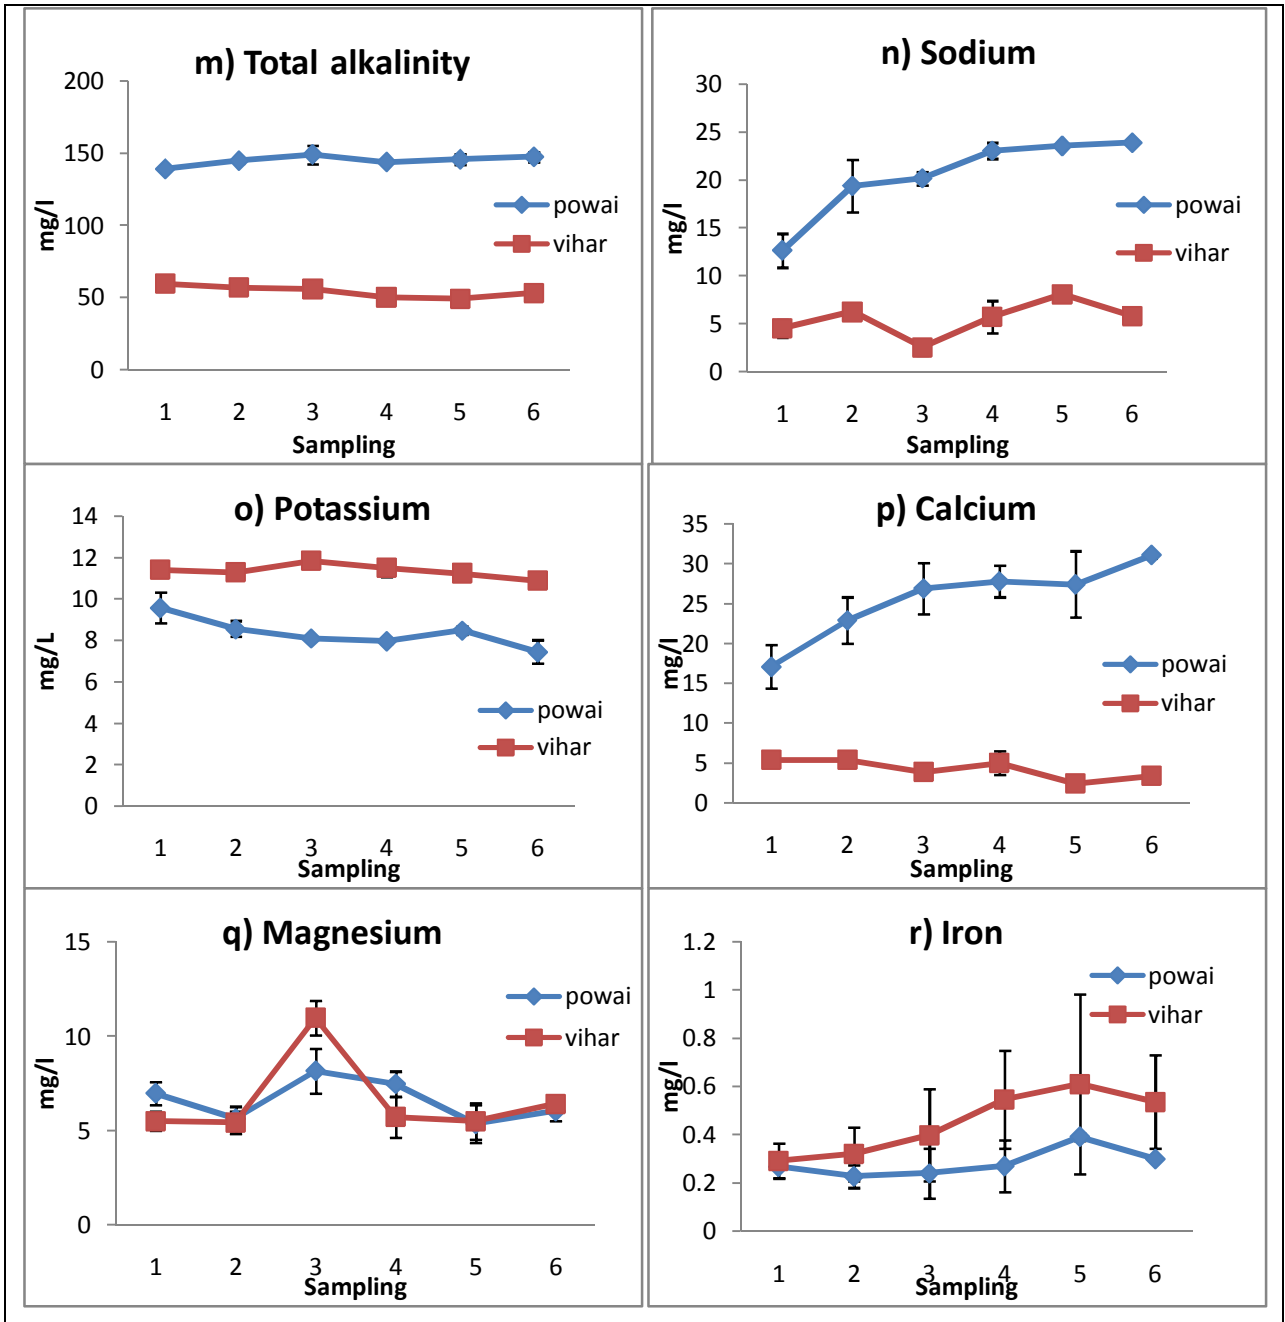 m) Total alkalinity
200
150
100
50
0
mg/l
powai
vihar
1 2 3 4 5 6
Sampling
n) Sodium
30
25
20
15
10
5
0
mg/l
powai
vihar
1 2 3 4 5 6
Sampling
o) Potassium
14
12
10
8
6
4
2
0
mg/L
powai
vihar
1 2 3 4 5 6
Sampling
p) Calcium
35
30
25
20
15
10
5
0
mg/l
powai
vihar
1 2 3 4 5 6
Sampling
q) Magnesium
15
10
5
0
mg/l
powai
vihar
1 2 3 4 5 6
Sampling
r) Iron
1.2
1
0.8
0.6
0.4
0.2
0
mg/l
powai
vihar
1 2 3 4 5 6
Sampling